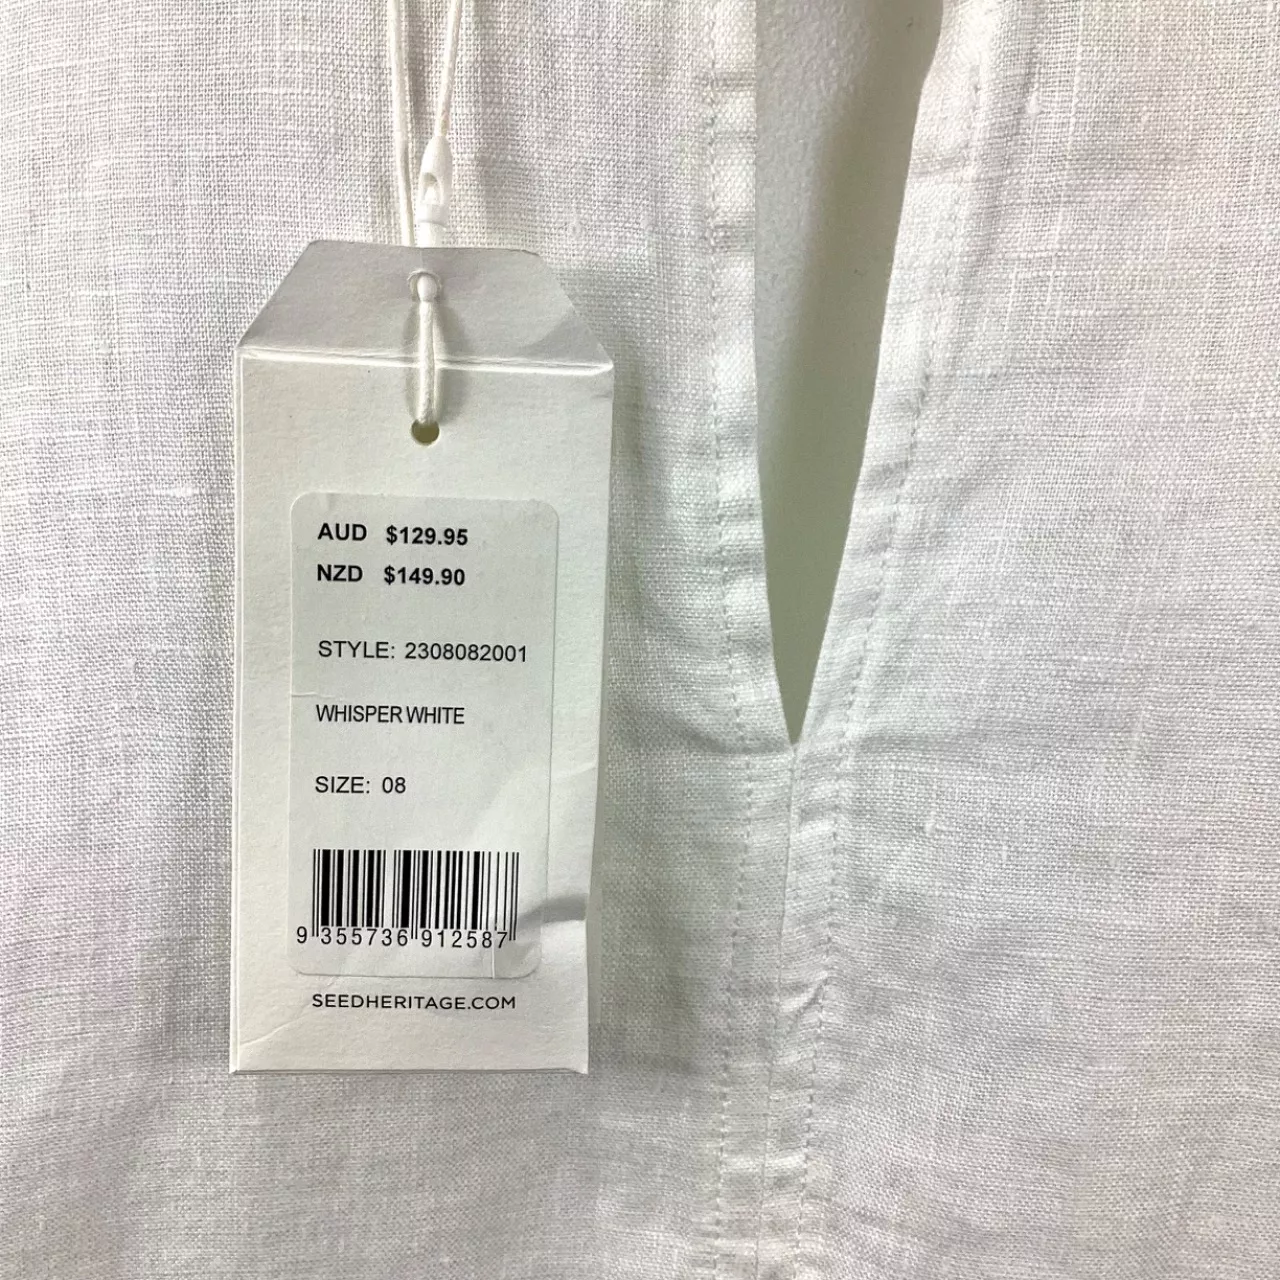 AUD $129.95
NZD $149.90
STYLE: 2308082001
WHISPER WHITE
SIZE: 08
9 355736 912587
SEEDHERITAGE.COM